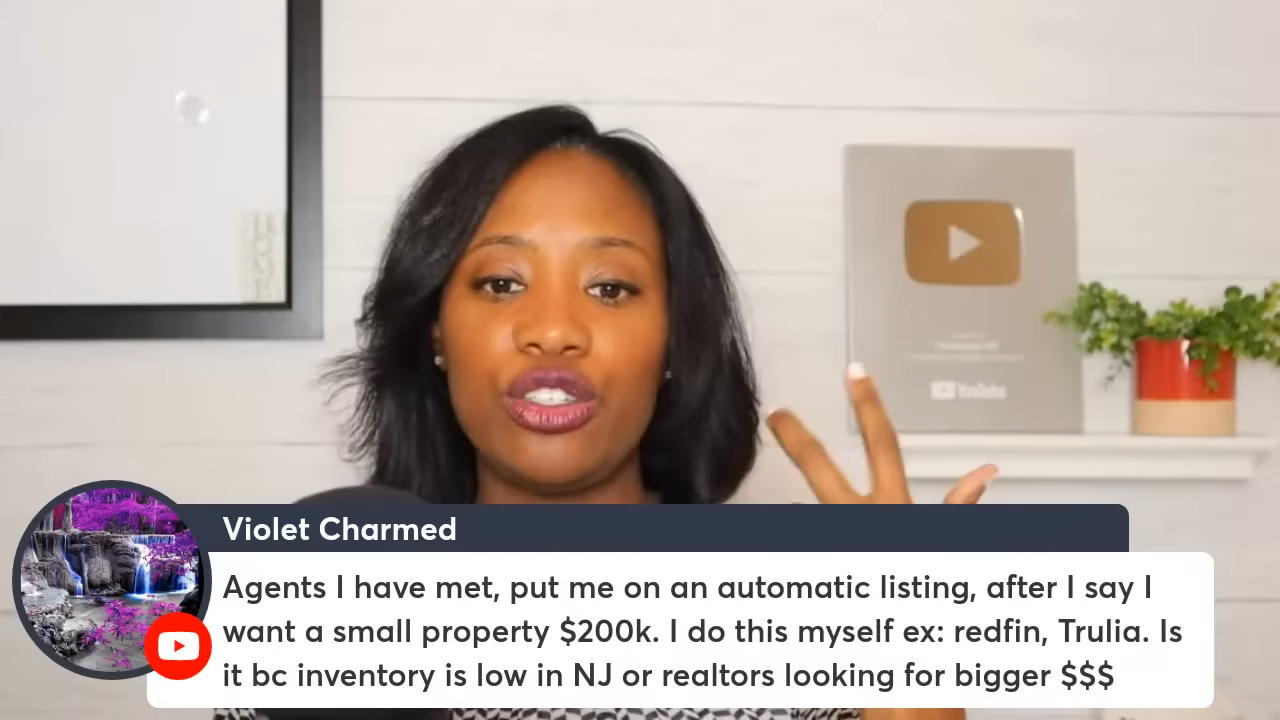 YouTube
Violet Charmed
Agents I have met, put me on an automatic listing, after I say I
want a small property $200k. I do this myself ex: redfin, Trulia. Is
it bc inventory is low in NJ or realtors looking for bigger $$$